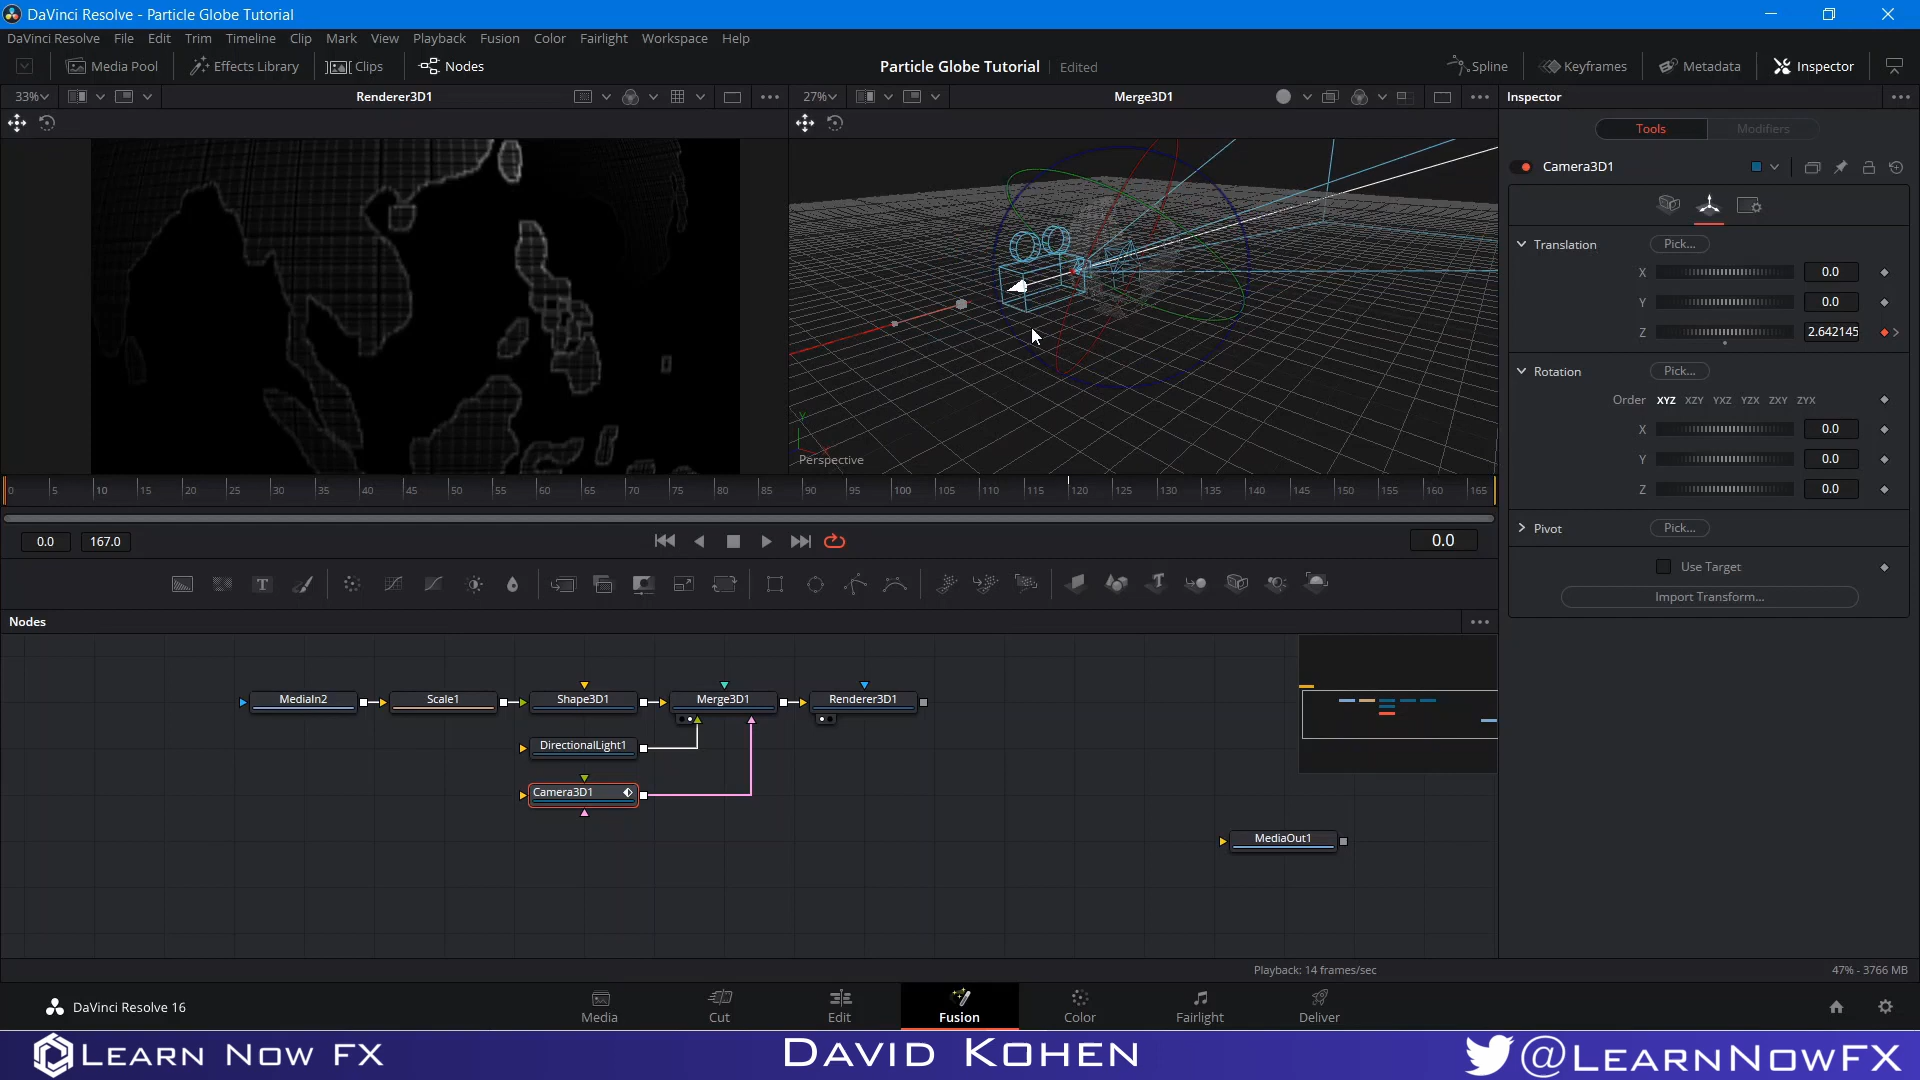 DaVinci Resolve - Particle Globe Tutorial
DaVinci Resolve File Edit Trim Timeline Clip Mark View Playback Fusion Color Fairlight Workspace Help
Media Pool Effects Library Clips Nodes Particle Globe Tutorial Edited Spline Keyframes Metadata Inspector
33% Renderer3D1 27% Merge3D1 Inspector
Tools Modifiers
Camera3D1
Translation Pick...
X 0.0
Y 0.0
Z 2.642145
Rotation Pick...
Order XYZ XZY YXZ YZX ZXY ZYX
X 0.0
Y 0.0
Z 0.0
Pivot Pick...
Use Target
Import Transform...
Perspective
0 5 10 15 20 25 30 35 40 45 50 55 60 65 70 75 80 85 90 95 100 105 110 115 120 125 130 135 140 145 150 155 160 165
0.0 167.0 0.0
T T
Nodes
MediaIn2 Scale1 Shape3D1 Merge3D1 Renderer3D1
DirectionalLight1
Camera3D1
MediaOut1
Playback: 14 frames/sec 47% - 3766 MB
DaVinci Resolve 16 Media Cut Edit Fusion Color Fairlight Deliver
Learn Now FX David Kohen @LearnNowFX